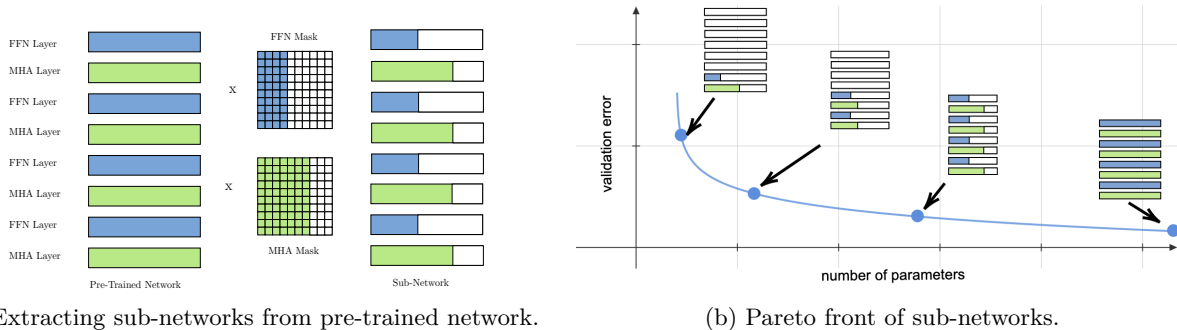 FFN Layer
MHA Layer
FFN Layer
MHA Layer
FFN Layer
MHA Layer
FFN Layer
MHA Layer
Pre-Trained Network
FFN Mask
x
x
MHA Mask
Sub-Network
Extracting sub-networks from pre-trained network.
validation error
number of parameters
(b) Pareto front of sub-networks.